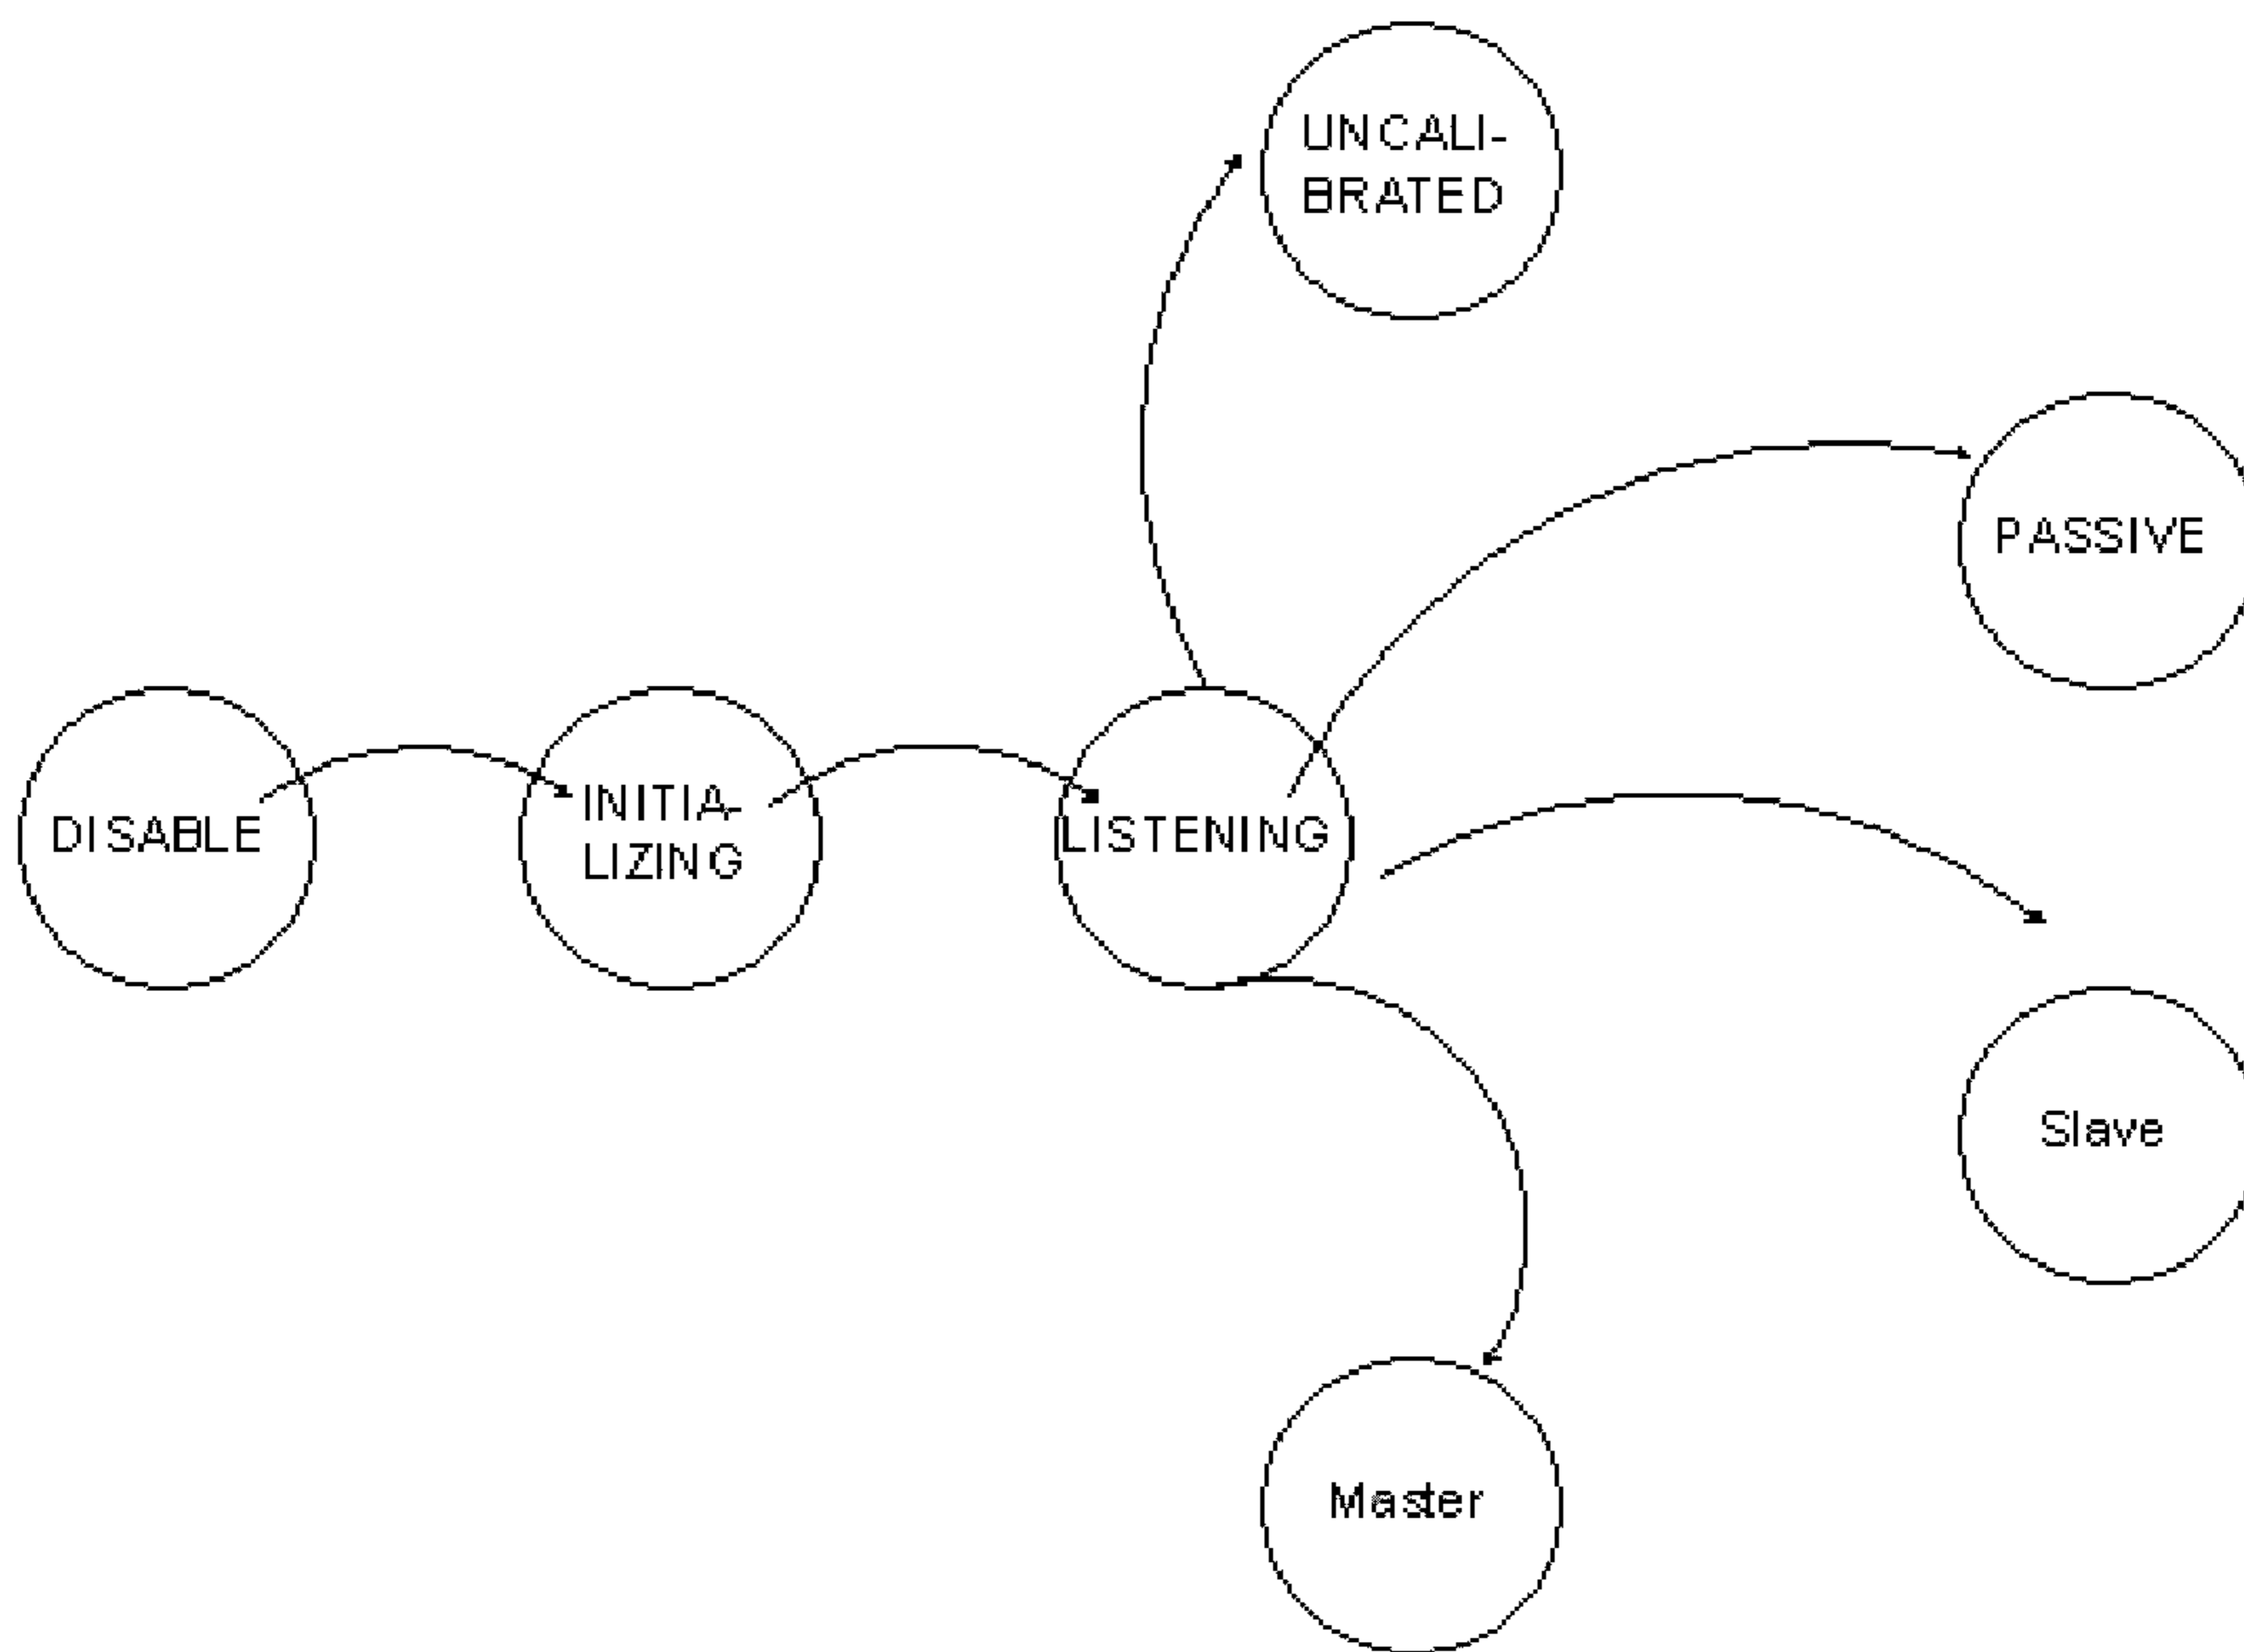 UNCALI-
BRATED
PASSIVE
DISABLE
INITIA-
LIZING
LISTENING
Slave
Master